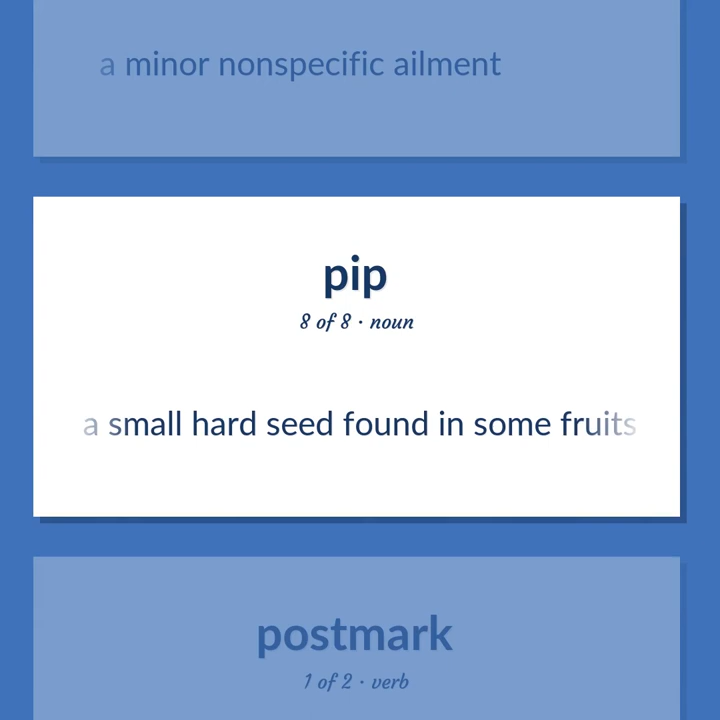 a minor nonspecific ailment
pip
8 of 8 · noun
a small hard seed found in some fruits
postmark
1 of 2 · verb